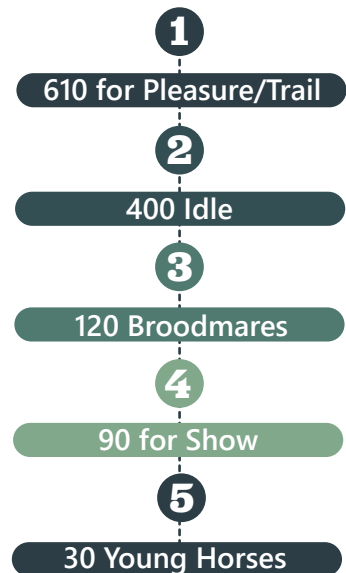 1
610 for Pleasure/Trail
2
400 Idle
3
120 Broodmares
4
90 for Show
5
30 Young Horses